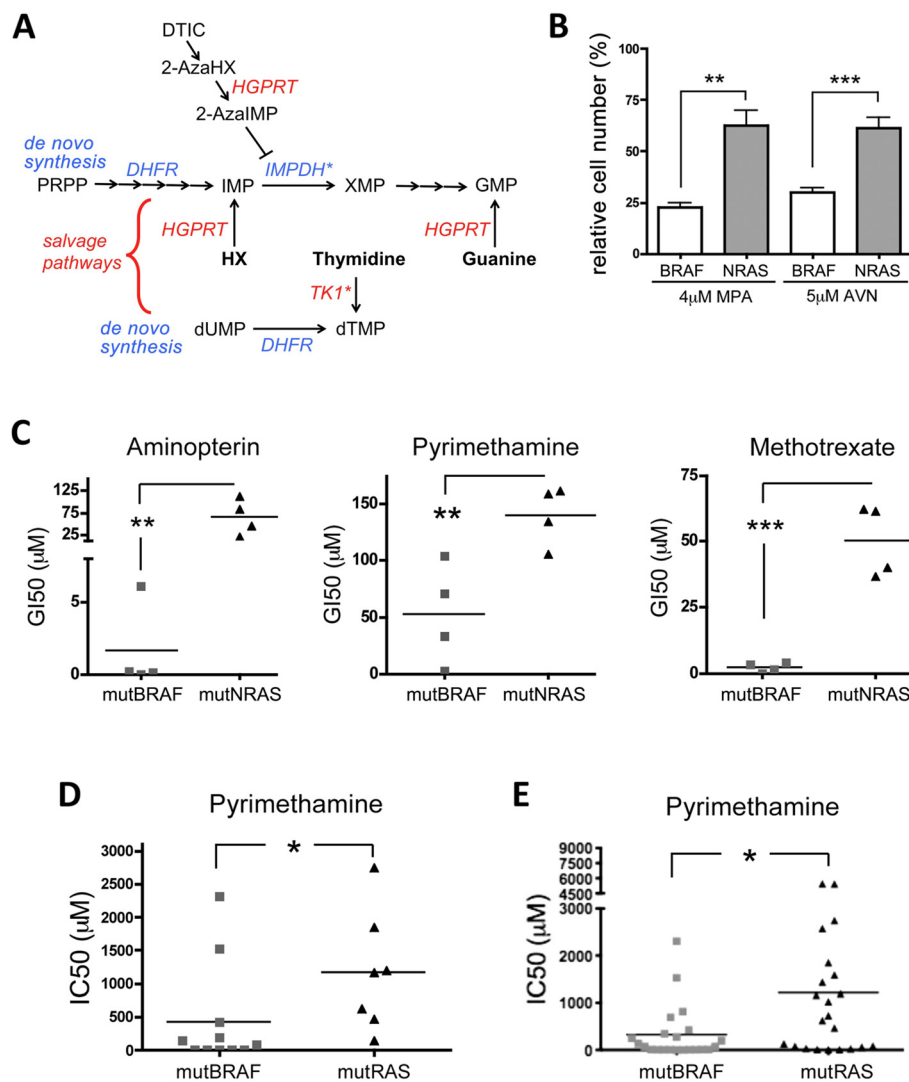 A
DTIC
2-AzaHX
HGPRT
2-AzaIMP
de novo
synthesis
DHFR
IMPDH*
PRPP
IMP
XMP
GMP
salvage
pathways
HGPRT
HGPRT
HX
Thymidine
Guanine
TK1*
de novo
synthesis
dUMP
dTMP
DHFR
B
relative cell number (%)
100
75
50
25
0
**
***
BRAF NRAS BRAF NRAS
4μM MPA 5μM AVN
C
Aminopterin
GI50 (μM)
125
75
25
5
0
**
mutBRAF mutNRAS
Pyrimethamine
GI50 (μM)
150
100
50
0
**
mutBRAF mutNRAS
Methotrexate
GI50 (μM)
75
50
25
0
***
mutBRAF mutNRAS
D
Pyrimethamine
IC50 (μM)
3000
2500
2000
1500
1000
500
0
*
mutBRAF mutRAS
E
Pyrimethamine
IC50 (μM)
9000
7500
6000
4500
3000
2000
1000
0
*
mutBRAF mutRAS